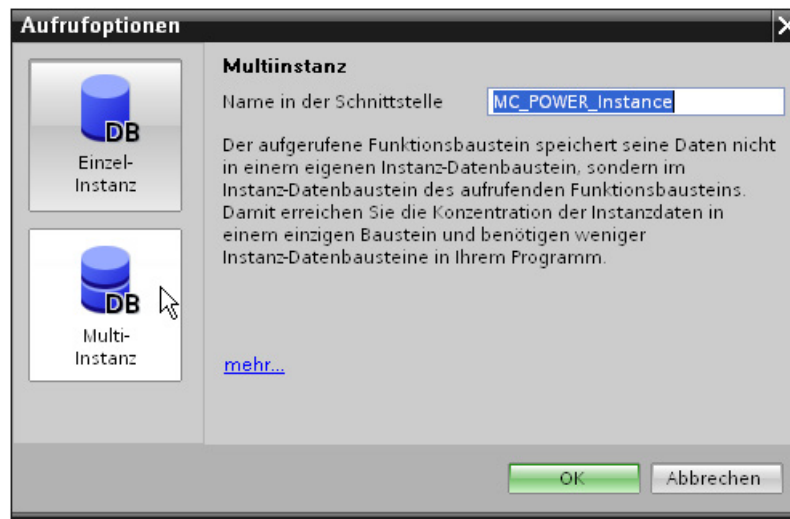 Aufrufoptionen
DB
Einzel-
Instanz
DB
Multi-
Instanz
Multiinstanz
Name in der Schnittstelle MC_POWER_Instance
Der aufgerufene Funktionsbaustein speichert seine Daten nicht
in einem eigenen Instanz-Datenbaustein, sondern im
Instanz-Datenbaustein des aufrufenden Funktionsbausteins.
Damit erreichen Sie die Konzentration der Instanzdaten in
einem einzigen Baustein und benötigen weniger
Instanz-Datenbausteine in Ihrem Programm.
mehr...
OK Abbrechen